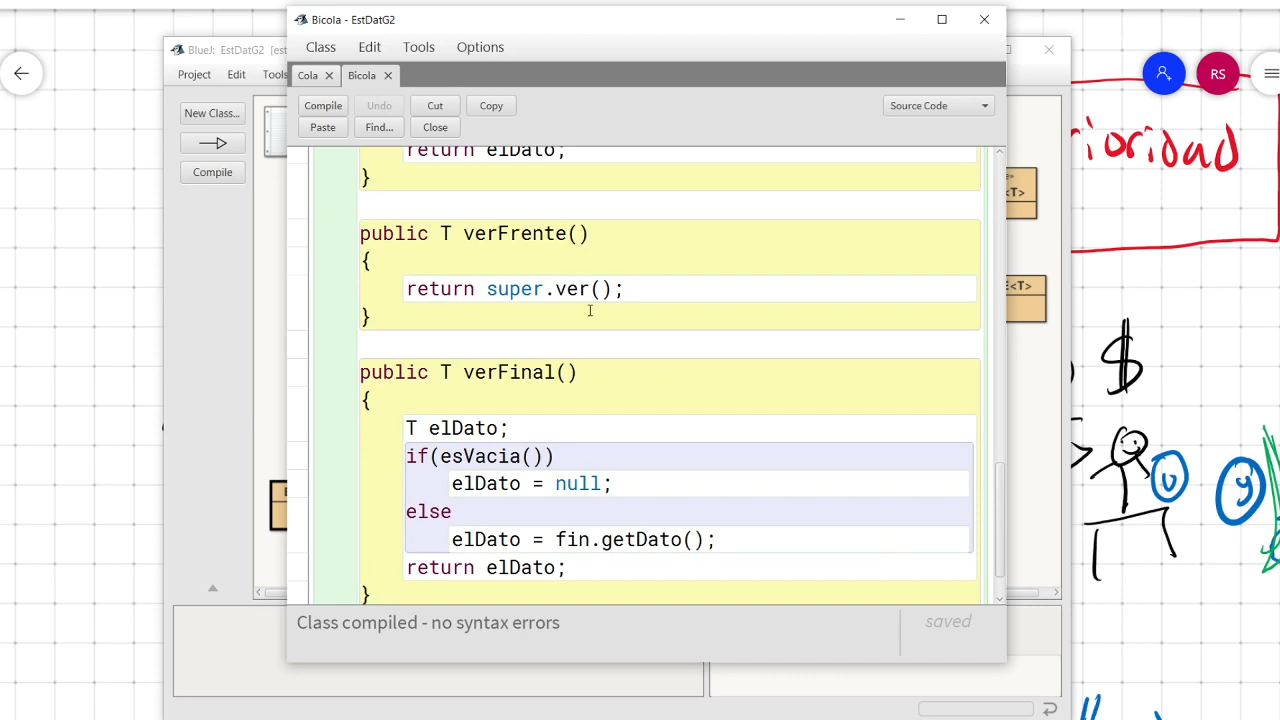 Bicola - EstDatG2
BlueJ: EstDatG2
Class Edit Tools Options
Project Edit Tools
Cola Bicola
RS
New Class...
Compile Undo Cut Copy
Source Code
Paste Find... Close
Compile
return elDato;
}
rioridad
<T>
public T verFrente()
{
return super.ver();
E<T>
}
$
public T verFinal()
{
T elDato;
if(esVacia())
elDato = null;
else
elDato = fin.getDato();
return elDato;
}
Class compiled - no syntax errors
saved